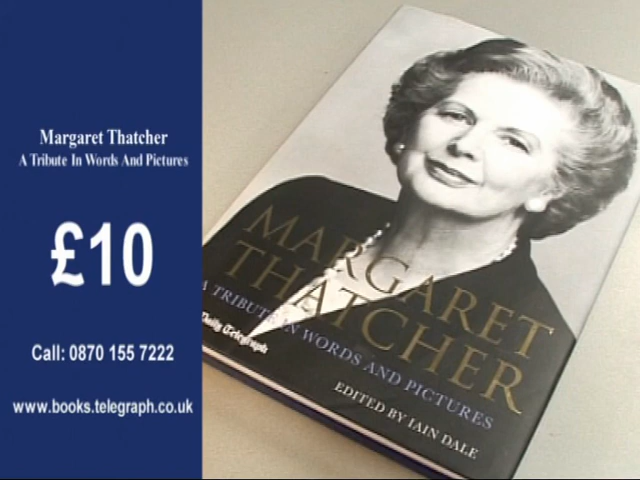 Margaret Thatcher
A Tribute In Words And Pictures
£10
Call: 0870 155 7222
www.books.telegraph.co.uk
MARGARET
THATCHER
A TRIBUTE IN WORDS AND PICTURES
Daily Telegraph
EDITED BY IAIN DALE